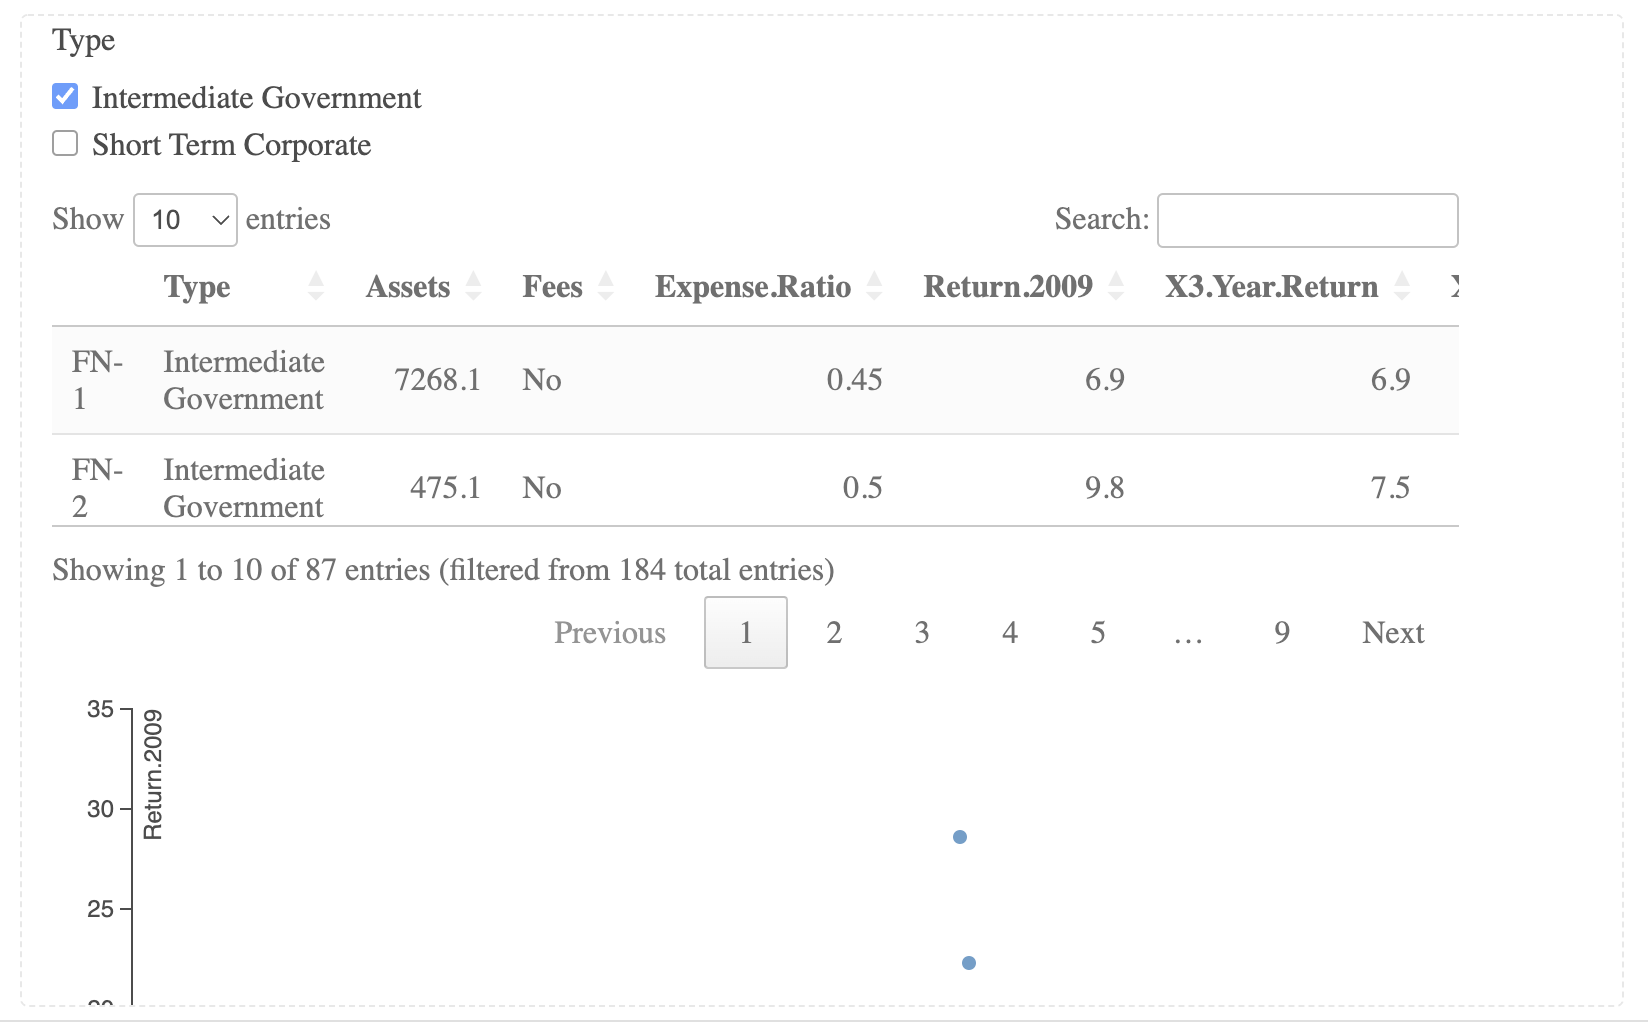 Type
Intermediate Government
Short Term Corporate
Show 10 entries Search:
Type Assets Fees Expense.Ratio Return.2009 X3.Year.Return
FN-1 Intermediate Government 7268.1 No 0.45 6.9 6.9
FN-2 Intermediate Government 475.1 No 0.5 9.8 7.5
Showing 1 to 10 of 87 entries (filtered from 184 total entries)
Previous 1 2 3 4 5 ... 9 Next
35
Return.2009
30
25